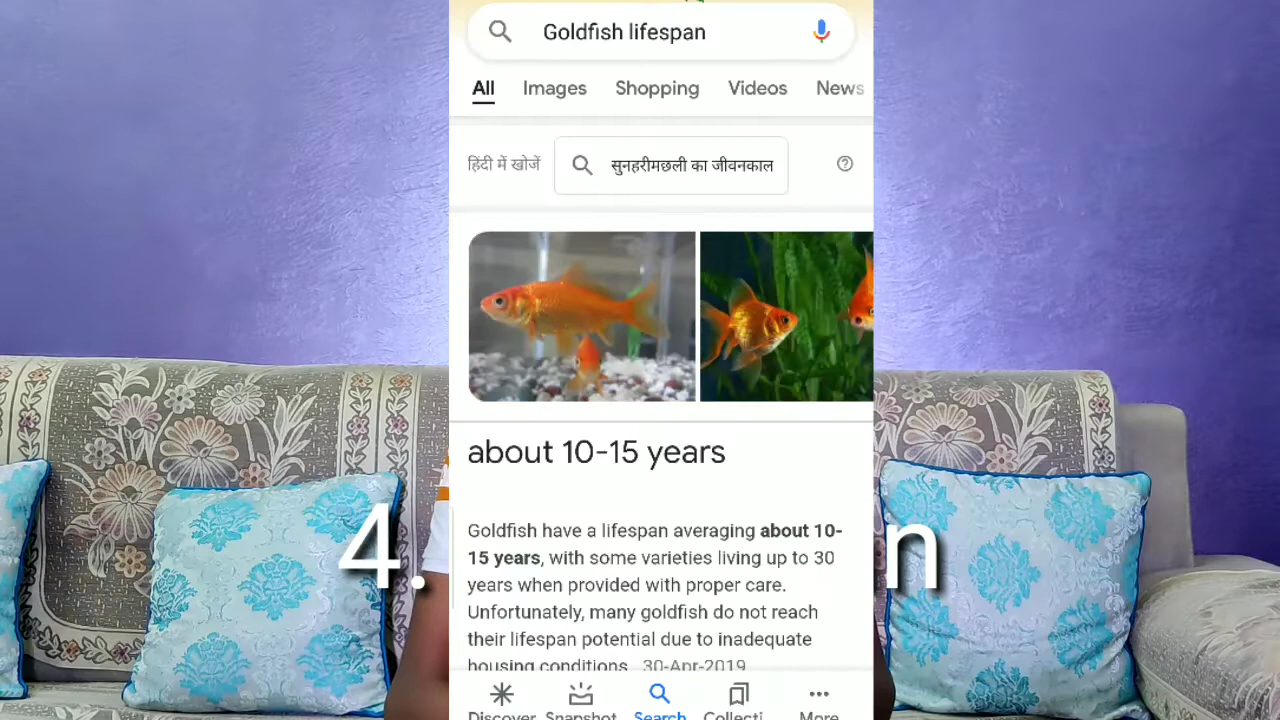 Goldfish lifespan
All Images Shopping Videos News
हिंदी में खोजें सुनहरीमछली का जीवनकाल
about 10-15 years
Goldfish have a lifespan averaging about 10-
15 years, with some varieties living up to 30
years when provided with proper care.
Unfortunately, many goldfish do not reach
their lifespan potential due to inadequate
housing conditions. 30-Apr-2019
4. n
Discover Snapshot Search Collecti More